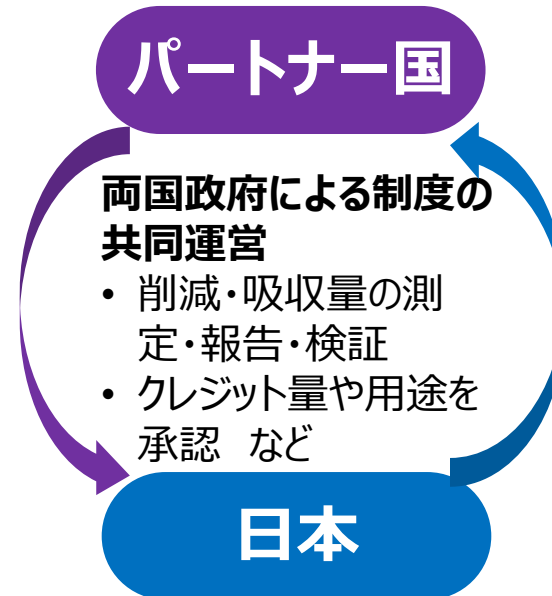 パートナー国
両国政府による制度の
共同運営
• 削減・吸収量の測
定・報告・検証
• クレジット量や用途を
承認　など
日本